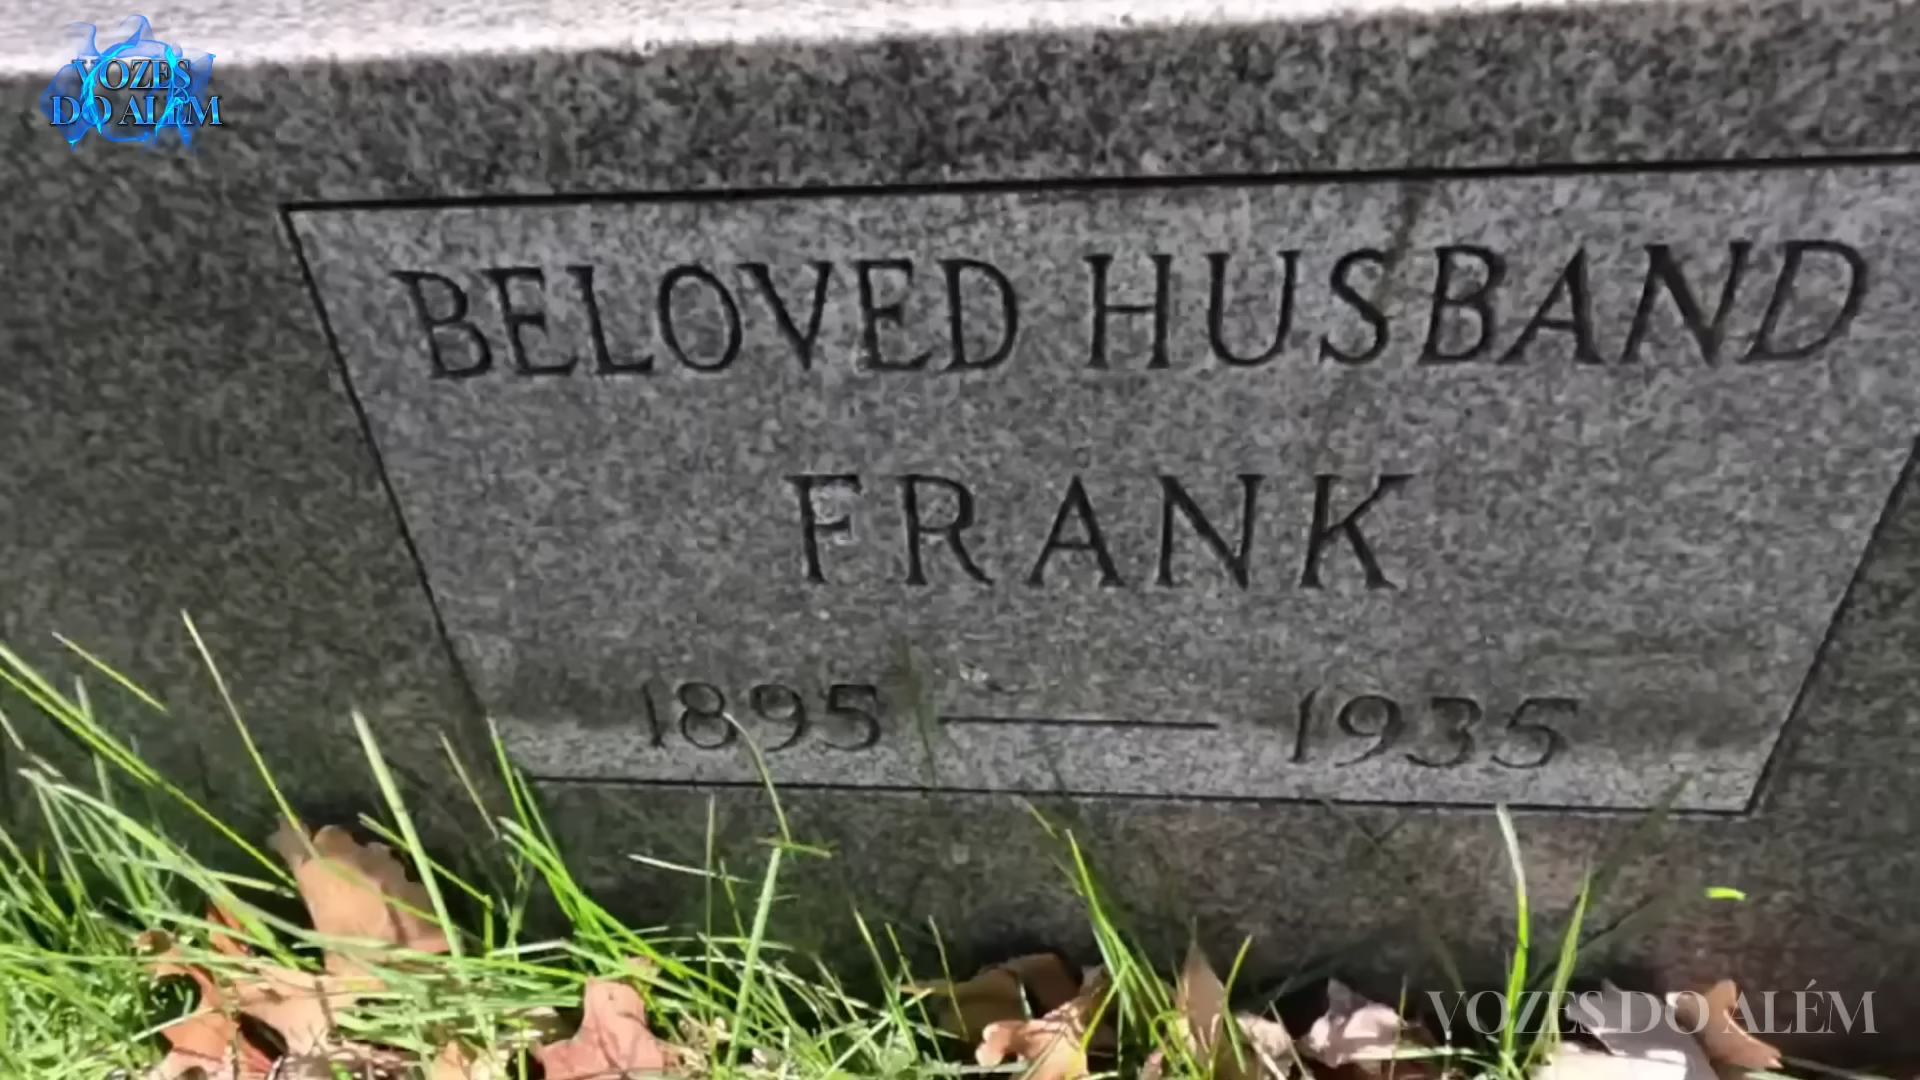 VOZES
DO ALÉM
BELOVED HUSBAND
FRANK
1895 — 1935
VOZES DO ALÉM